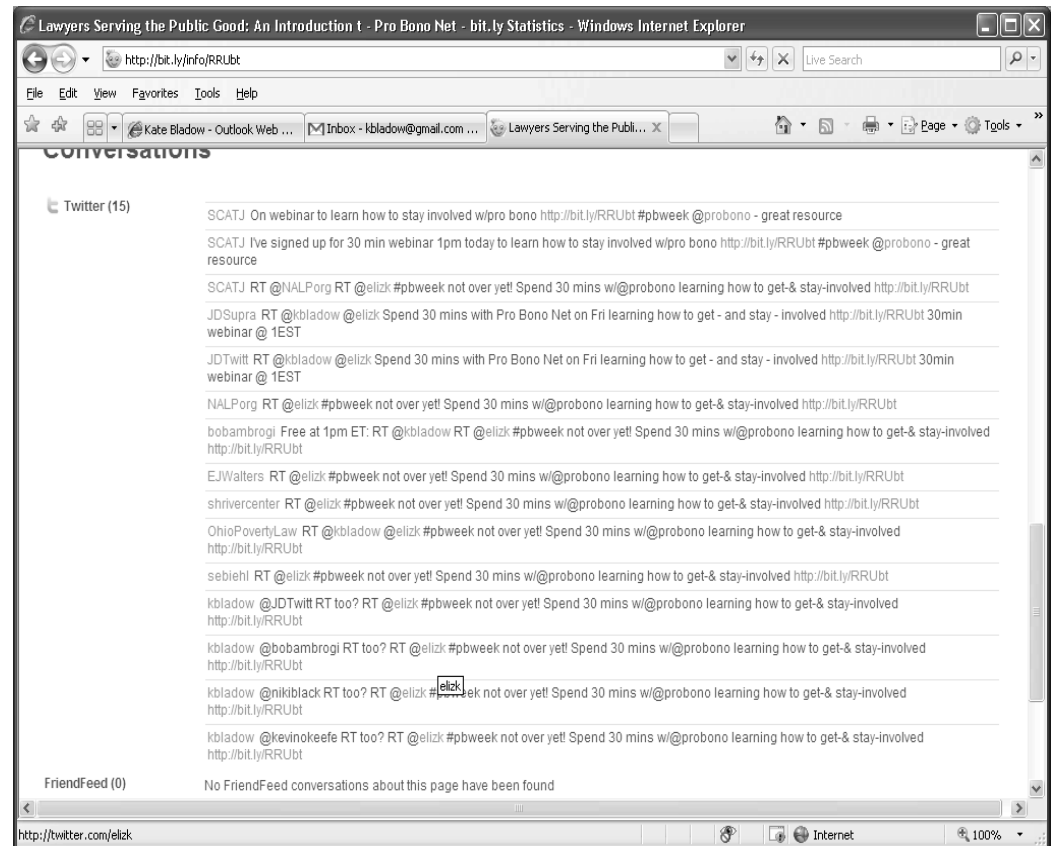 Lawyers Serving the Public Good: An Introduction t - Pro Bono Net - bit.ly Statistics - Windows Internet Explorer
http://bit.ly/info/RRUbt
Live Search
File Edit View Favorites Tools Help
Kate Bladow - Outlook Web ...
Inbox - kbladow@gmail.com ...
Lawyers Serving the Publi...
Page
Tools
»
Conversations
Twitter (15)
SCATJ On webinar to learn how to stay involved w/pro bono http://bit.ly/RRUbt #pbweek @probono - great resource
SCATJ I've signed up for 30 min webinar 1pm today to learn how to stay involved w/pro bono http://bit.ly/RRUbt #pbweek @probono - great
resource
SCATJ RT @NALPorg RT @elizk #pbweek not over yet! Spend 30 mins w/@probono learning how to get-& stay-involved http://bit.ly/RRUbt
JDSupra RT @kbladow @elizk Spend 30 mins with Pro Bono Net on Fri learning how to get - and stay - involved http://bit.ly/RRUbt 30min
webinar @ 1EST
JDTwitt RT @kbladow @elizk Spend 30 mins with Pro Bono Net on Fri learning how to get - and stay - involved http://bit.ly/RRUbt 30min
webinar @ 1EST
NALPorg RT @elizk #pbweek not over yet! Spend 30 mins w/@probono learning how to get-& stay-involved http://bit.ly/RRUbt
bobambrogi Free at 1pm ET: RT @kbladow RT @elizk #pbweek not over yet! Spend 30 mins w/@probono learning how to get-& stay-involved
http://bit.ly/RRUbt
EJWalters RT @elizk #pbweek not over yet! Spend 30 mins w/@probono learning how to get-& stay-involved http://bit.ly/RRUbt
shrivercenter RT @elizk #pbweek not over yet! Spend 30 mins w/@probono learning how to get-& stay-involved http://bit.ly/RRUbt
OhioPovertyLaw RT @kbladow @elizk #pbweek not over yet! Spend 30 mins w/@probono learning how to get-& stay-involved
http://bit.ly/RRUbt
sebiehl RT @elizk #pbweek not over yet! Spend 30 mins w/@probono learning how to get-& stay-involved http://bit.ly/RRUbt
kbladow @JDTwitt RT too? RT @elizk #pbweek not over yet! Spend 30 mins w/@probono learning how to get-& stay-involved
http://bit.ly/RRUbt
kbladow @bobambrogi RT too? RT @elizk #pbweek not over yet! Spend 30 mins w/@probono learning how to get-& stay-involved
http://bit.ly/RRUbt
kbladow @nikiblack RT too? RT @elizk #pbweek not over yet! Spend 30 mins w/@probono learning how to get-& stay-involved
elizk
http://bit.ly/RRUbt
kbladow @kevinokeefe RT too? RT @elizk #pbweek not over yet! Spend 30 mins w/@probono learning how to get-& stay-involved
http://bit.ly/RRUbt
FriendFeed (0)
No FriendFeed conversations about this page have been found
http://twitter.com/elizk
Internet
100%